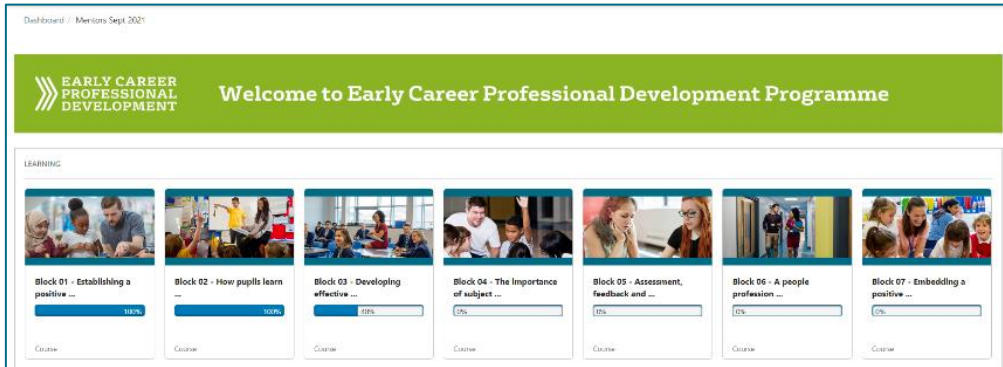 Dashboard / Mentors Sept 2021
EARLY CAREER
PROFESSIONAL
DEVELOPMENT
Welcome to Early Career Professional Development Programme
LEARNING
Block 01 - Establishing a
positive ...
100%
Course
Block 02 - How pupils learn
...
100%
Course
Block 03 - Developing
effective ...
Course
Block 04 - The importance
of subject ...
0%
Course
Block 05 - Assessment,
feedback and ...
0%
Course
Block 06 - A people
profession ...
0%
Course
Block 07 - Embedding a
positive ...
0%
Course